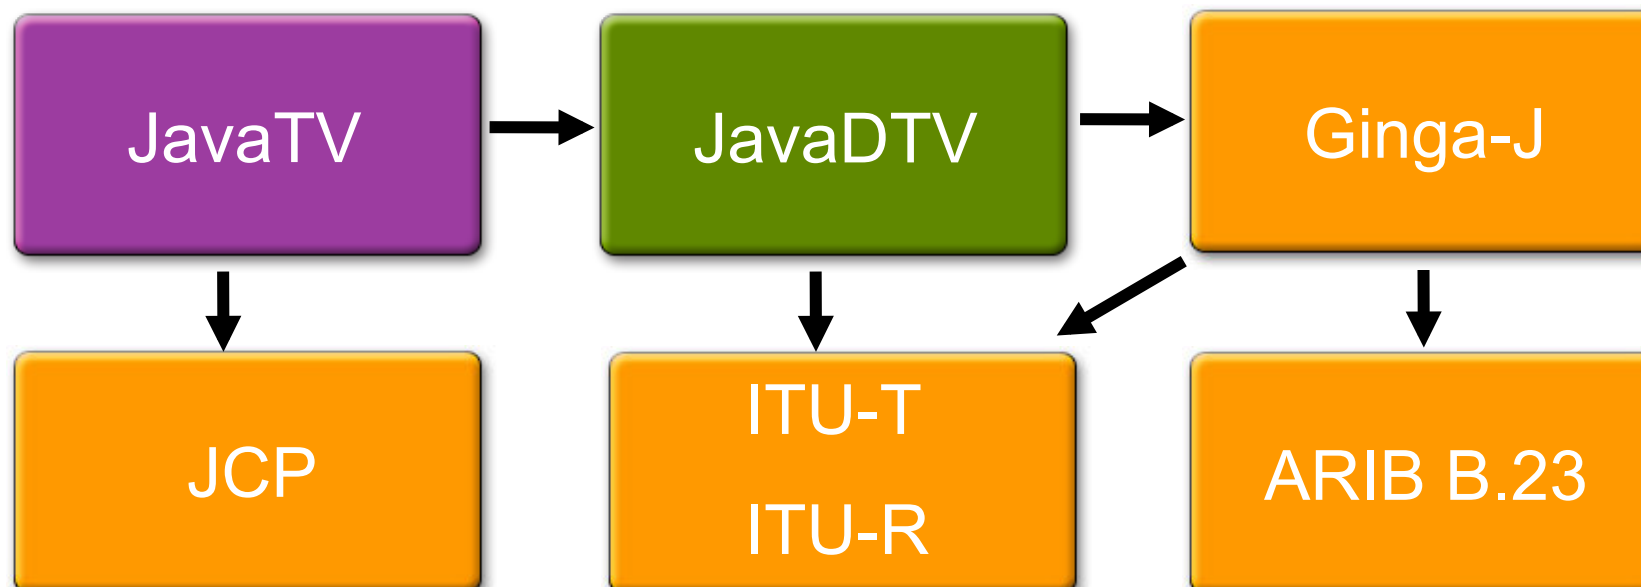 JavaTV
JavaDTV
Ginga-J
JCP
ITU-T
ITU-R
ARIB B.23